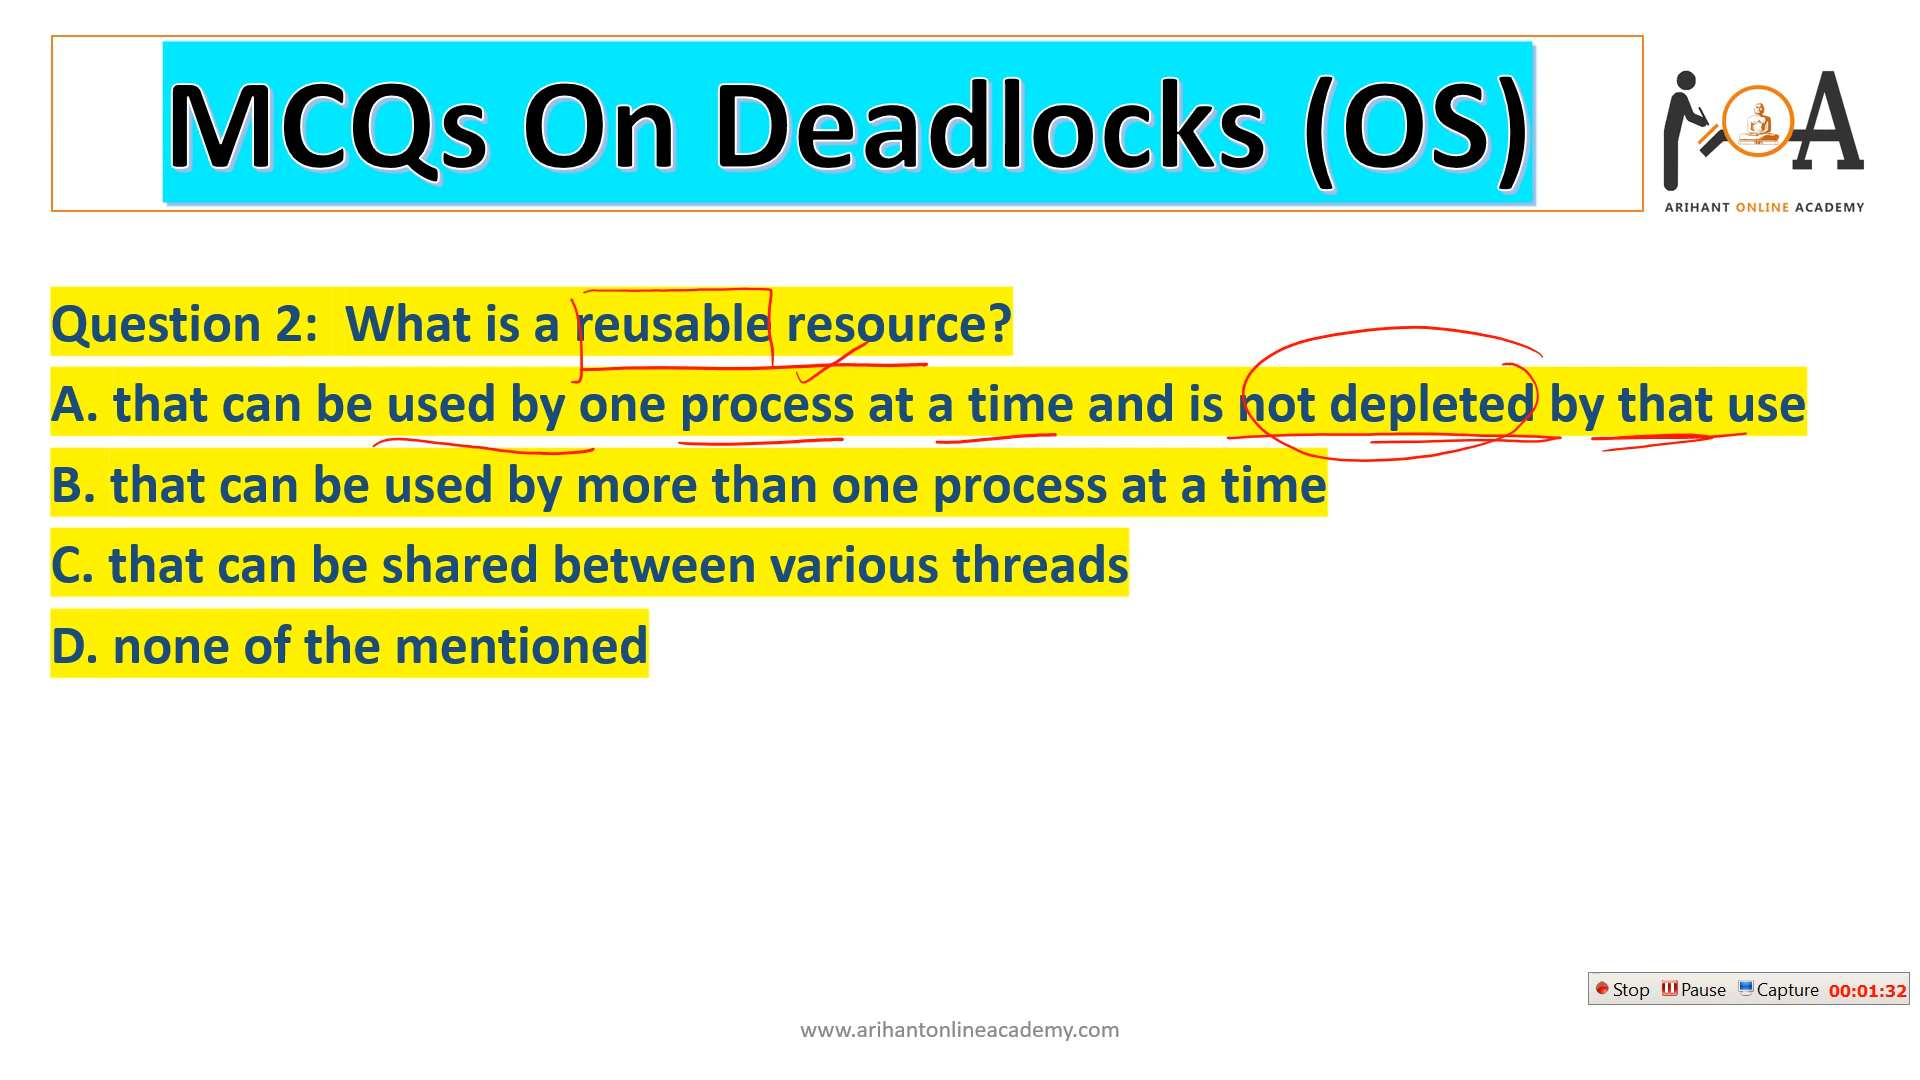 MCQs On Deadlocks (OS)
A
ARIHANT ONLINE ACADEMY
Question 2: What is a reusable resource?
A. that can be used by one process at a time and is not depleted by that use
B. that can be used by more than one process at a time
C. that can be shared between various threads
D. none of the mentioned
Stop Pause Capture 00:01:32
www.arihantonlineacademy.com